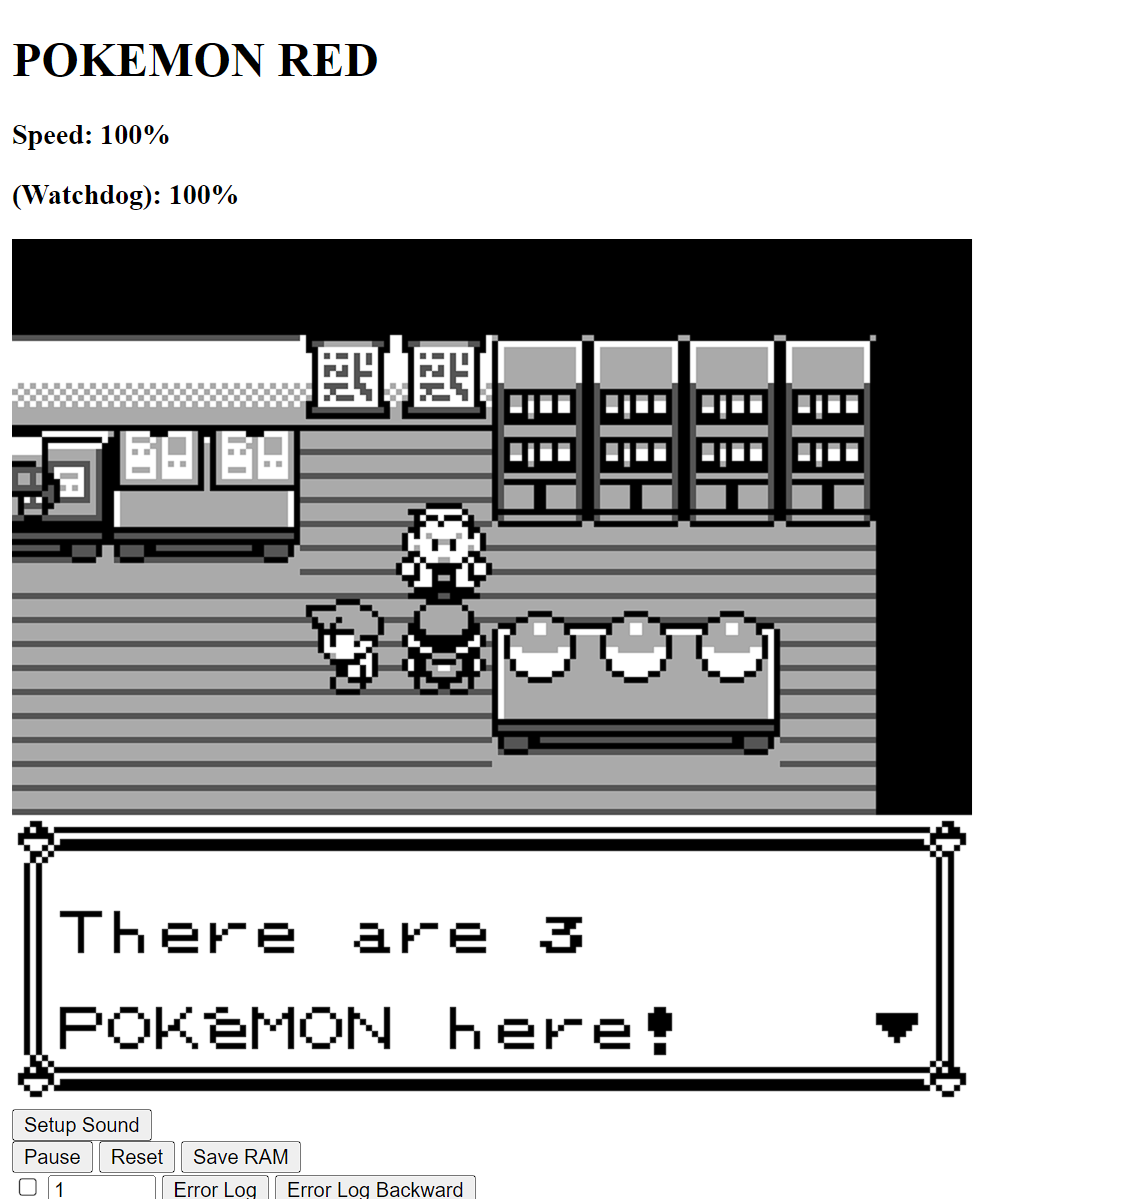 POKEMON RED
Speed: 100%
(Watchdog): 100%
There are 3
POKéMON here!
Setup Sound
Pause Reset Save RAM
1 Error Log Error Log Backward